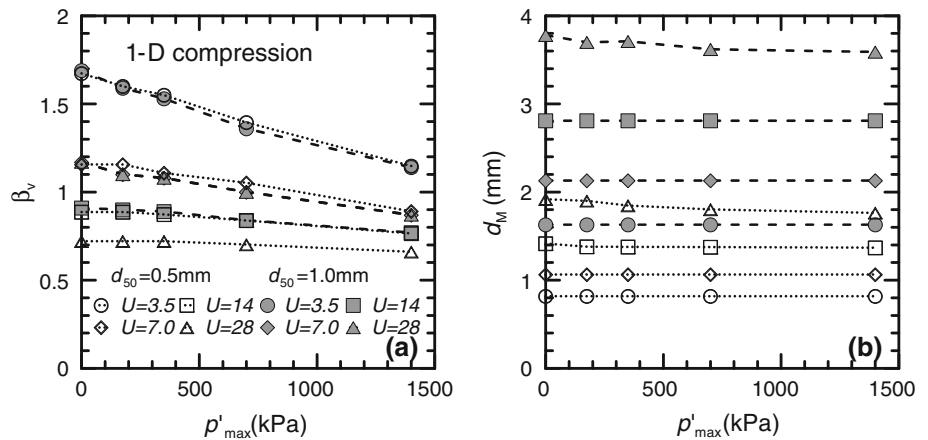 2
1.5
1
0.5
0
β_v
1-D compression
d₅₀=0.5mm d₅₀=1.0mm
U=3.5 U=14 U=3.5 U=14
U=7.0 U=28 U=7.0 U=28
(a)
0 500 1000 1500
p'_max(kPa)
4
3
2
1
0
d_M (mm)
(b)
0 500 1000 1500
p'_max(kPa)